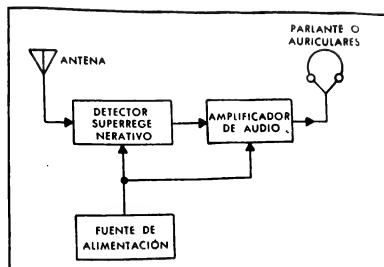 PARLANTE O
AURICULARES
ANTENA
DETECTOR
SUPERREGE
NERATIVO
AMPLIFICADOR
DE AUDIO
FUENTE DE
ALIMENTACIÓN